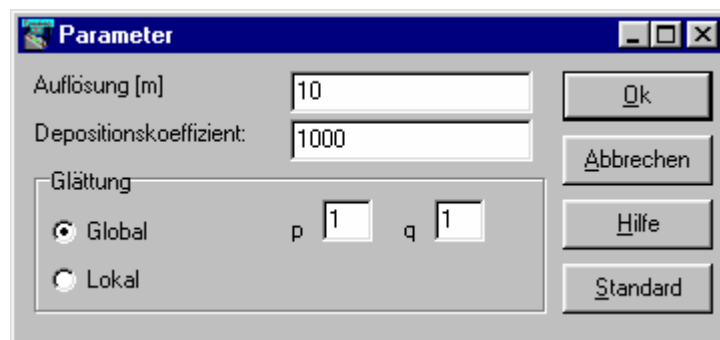 Parameter
Auflösung [m] 10
Depositionskoeffizient: 1000
Glättung
Global p 1 q 1
Lokal
Ok
Abbrechen
Hilfe
Standard